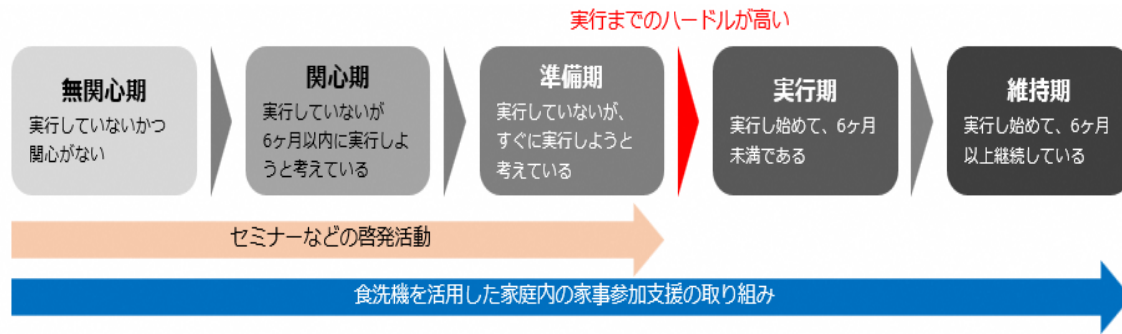 実行までのハードルが高い
無関心期
実行していないかつ
関心がない
関心期
実行していないが
6ヶ月以内に実行しよ
うと考えている
準備期
実行していないが、
すぐに実行しようと
考えている
実行期
実行し始めて、6ヶ月
未満である
維持期
実行し始めて、6ヶ月
以上継続している
セミナーなどの啓発活動
食洗機を活用した家庭内の家事参加支援の取り組み